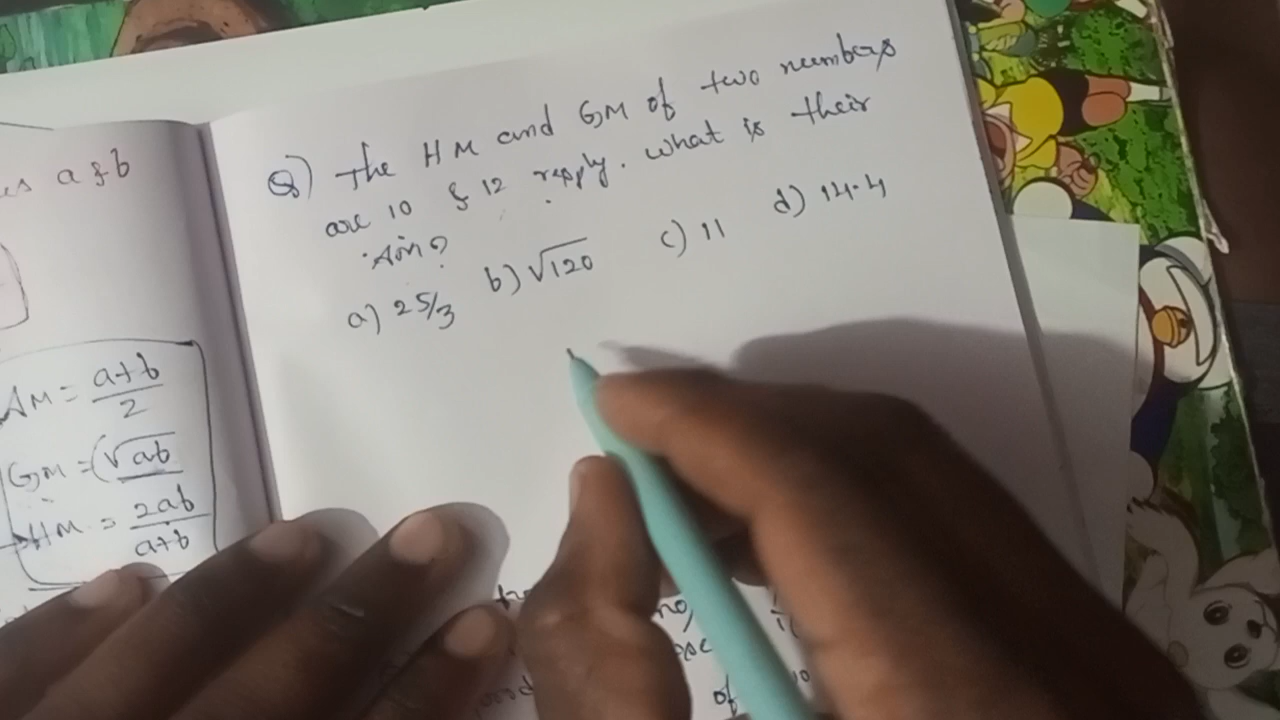 a & b
AM = a+b/2
GM = (√ab
HM = 2ab/a+b
Q) the HM and GM of two numbers
are 10 & 12 resply. what is their
AM?
a) 25/3 b) √120 c) 11 d) 14.4
of